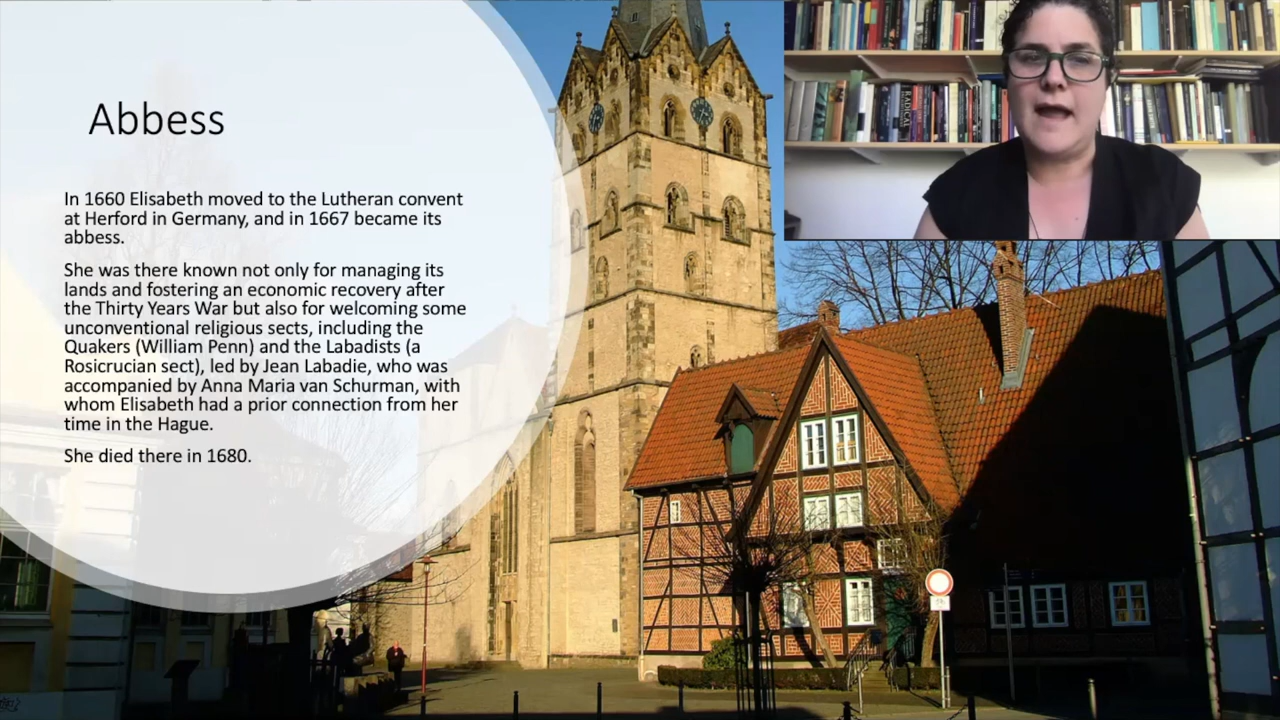 Abbess
In 1660 Elisabeth moved to the Lutheran convent
at Herford in Germany, and in 1667 became its
abbess.
She was there known not only for managing its
lands and fostering an economic recovery after
the Thirty Years War but also for welcoming some
unconventional religious sects, including the
Quakers (William Penn) and the Labadists (a
Rosicrucian sect), led by Jean Labadie, who was
accompanied by Anna Maria van Schurman, with
whom Elisabeth had a prior connection from her
time in the Hague.
She died there in 1680.
RADICAL